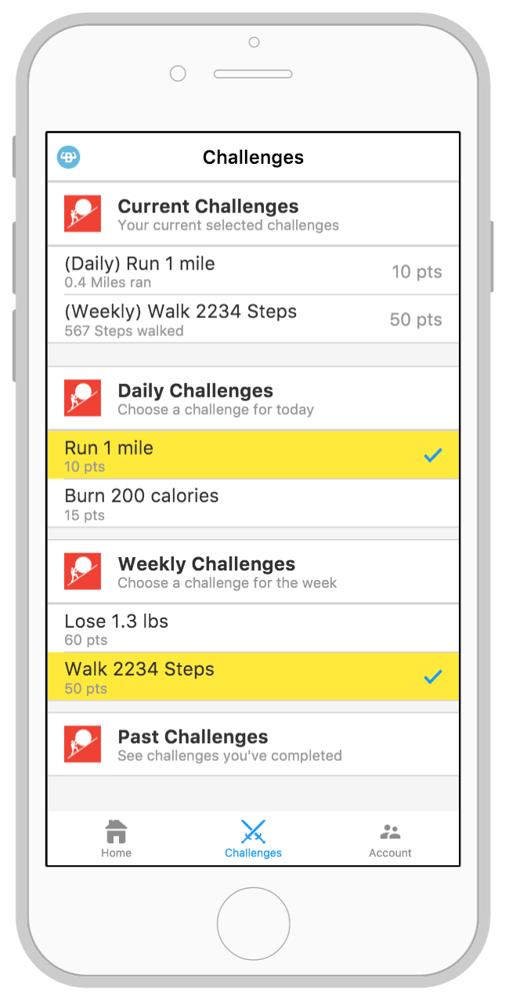 Challenges
Current Challenges
Your current selected challenges
(Daily) Run 1 mile
10 pts
0.4 Miles ran
(Weekly) Walk 2234 Steps
50 pts
567 Steps walked
Daily Challenges
Choose a challenge for today
Run 1 mile
10 pts
Burn 200 calories
15 pts
Weekly Challenges
Choose a challenge for the week
Lose 1.3 lbs
60 pts
Walk 2234 Steps
50 pts
Past Challenges
See challenges you've completed
Home
Challenges
Account